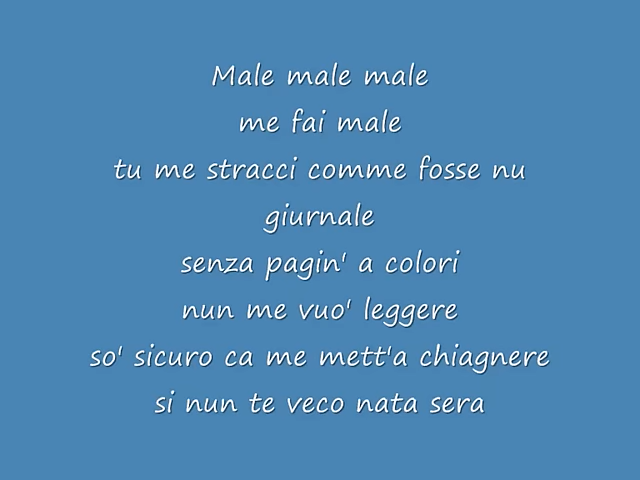 Male male male
me fai male
tu me stracci comme fosse nu
giurnale
senza pagin' a colori
nun me vuo' leggere
so' sicuro ca me mett'a chiagnere
si nun te veco nata sera